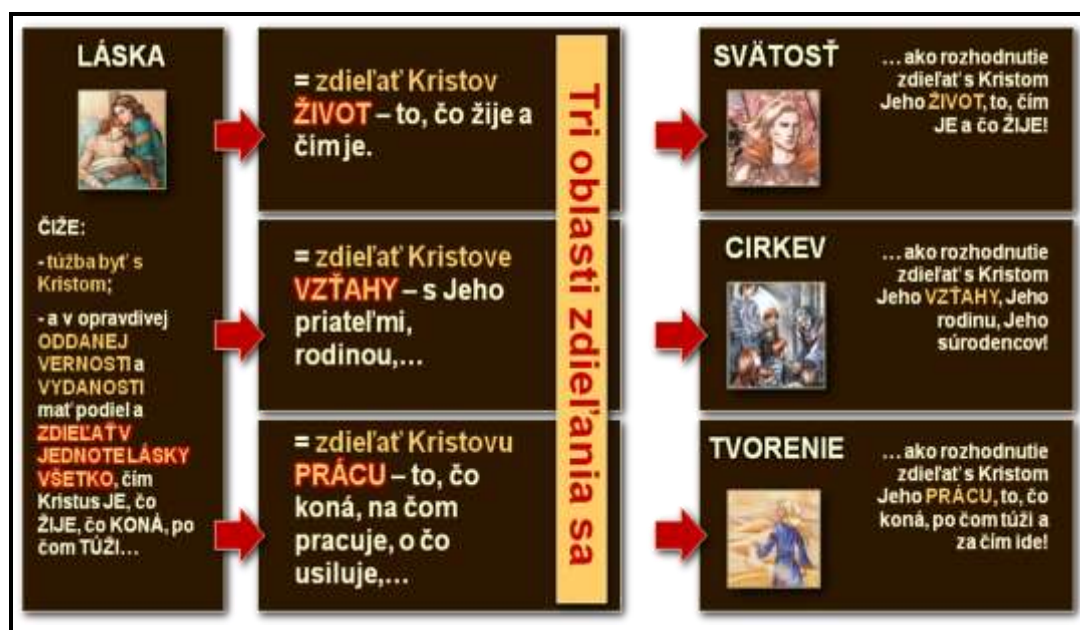 LÁSKA
ČIŽE:
- túžba byť s
Kristom;
- a v opravdivej
ODDANEJ
VERNOSTI a
VYDANOSTI
mať podiel a
ZDIEĽAŤ V
JEDNOTE LÁSKY
VŠETKO, čím
Kristus JE, čo
ŽIJE, čo KONÁ, po
čom TÚŽI...
= zdieľať Kristov
ŽIVOT – to, čo žije a
čím je.
= zdieľať Kristove
VZŤAHY – s Jeho
priateľmi,
rodinou,...
= zdieľať Kristovu
PRÁCU – to, čo
koná, na čom
pracuje, o čo
usiluje,...
Tri oblasti zdieľania sa
SVÄTOSŤ
...ako rozhodnutie
zdieľať s Kristom
Jeho ŽIVOT, to, čím
JE a čo ŽIJE!
CIRKEV
...ako rozhodnutie
zdieľať s Kristom
Jeho VZŤAHY, Jeho
rodinu, Jeho
súrodencov!
TVORENIE
...ako rozhodnutie
zdieľať s Kristom
Jeho PRÁCU, to, čo
koná, po čom túži a
za čím ide!